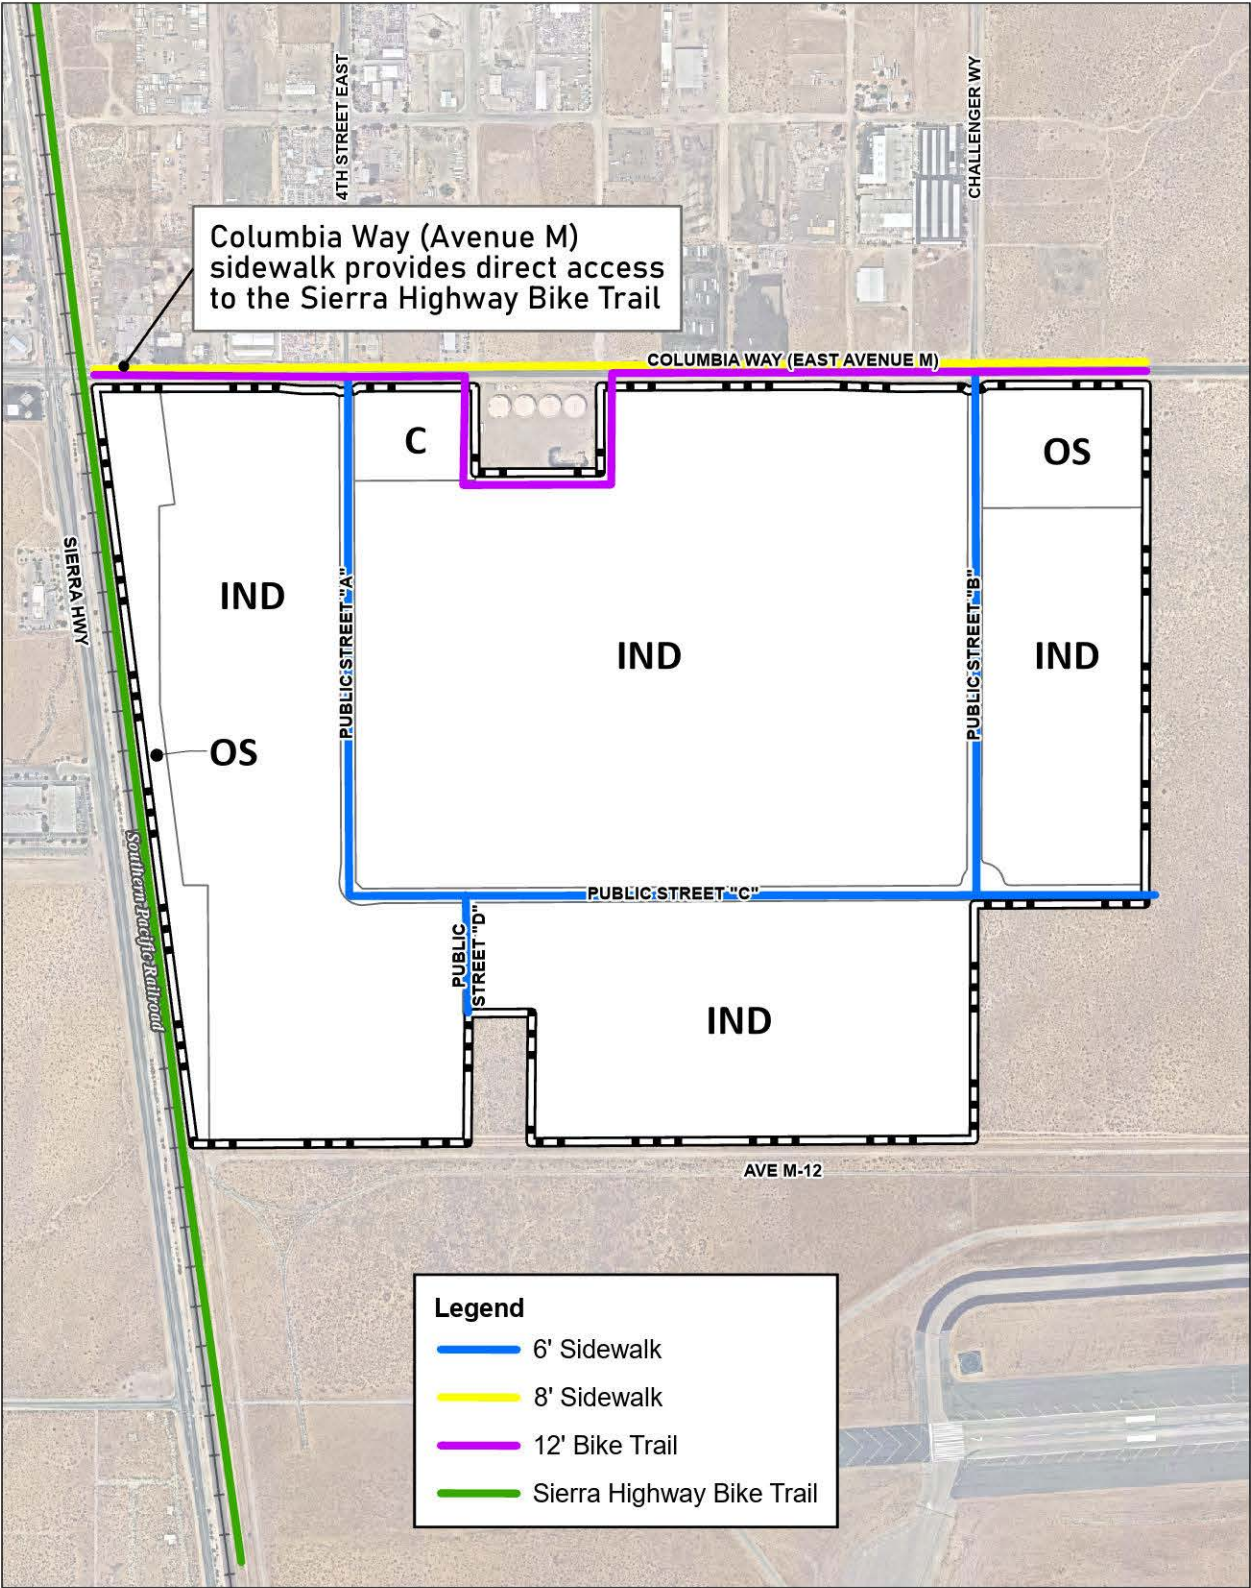 4TH STREET EAST
CHALLENGER WY
Columbia Way (Avenue M)
sidewalk provides direct access
to the Sierra Highway Bike Trail
COLUMBIA WAY (EAST AVENUE M)
C
OS
SIERRA HWY
IND
PUBLIC STREET "A"
IND
PUBLIC STREET "B"
IND
OS
Southern Pacific Railroad
PUBLIC STREET "C"
PUBLIC
STREET "D"
IND
AVE M-12
Legend
6' Sidewalk
8' Sidewalk
12' Bike Trail
Sierra Highway Bike Trail